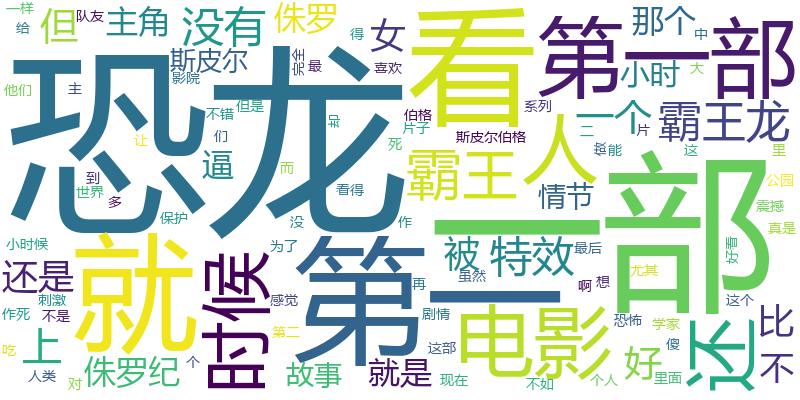 一样
给
队友
但
主角
没有
侏罗
得
女
看
第一部
那个
中
斯皮尔
影院
完全
最
喜欢
小时
大
他们
主
恐龙
不错
但是
伯格
系列
一个
霸王龙
片子
斯皮尔伯格
二
片
做
能
这
里
们
让
死
逼
而
到
世界
多
看得
霸王
人
情节
公园
保护
没
作
一部
震撼
真是
小时候
就
为了
第一
被
特效
最后
好看
还是
时候
感觉
再
虽然
啊
想
尤其
这个
刺激
作死
不是
第二
剧情
电影
恐怖
学家
还
比
吃
上
这部
傻
不
人类
对
侏罗纪
个
故事
就是
现在
不如
个人
好
里面